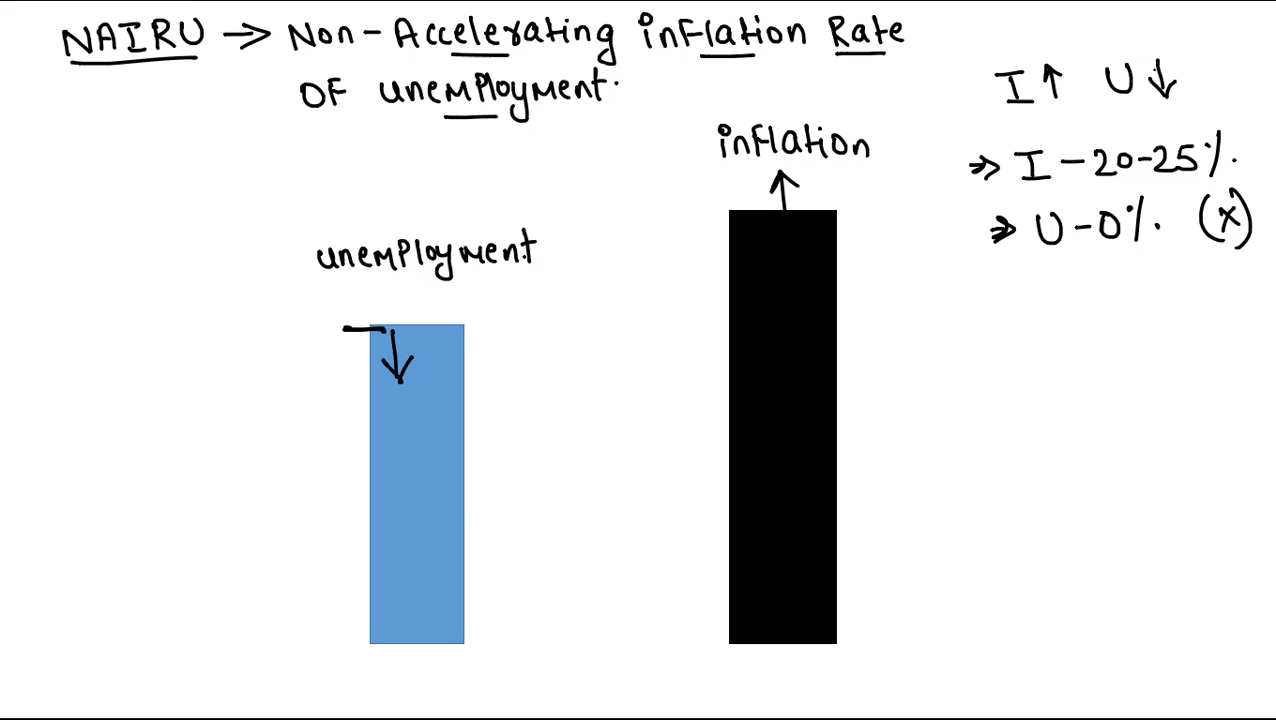 NAIRU → Non-Accelerating inFlation Rate
OF unemployment.
I↑ U↓
inFlation
⇒ I - 20-25%.
⇒ U - 0%. (x)
unemployment